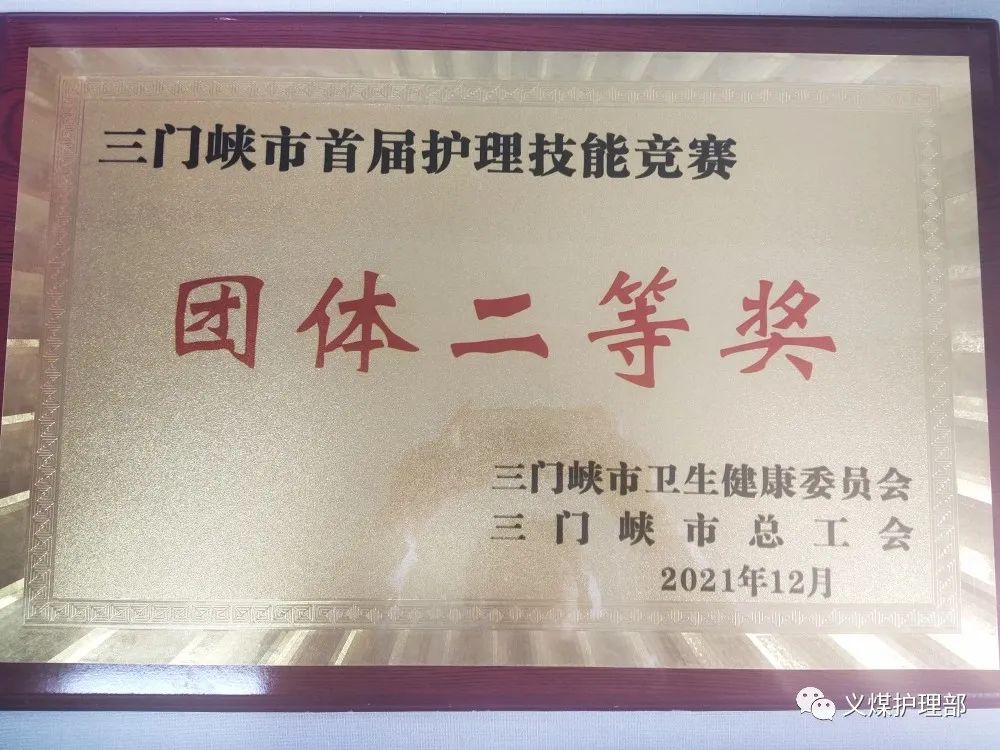 三门峡市首届护理技能竞赛
团体二等奖
三门峡市卫生健康委员会
三门峡市总工会
2021年12月
义煤护理部